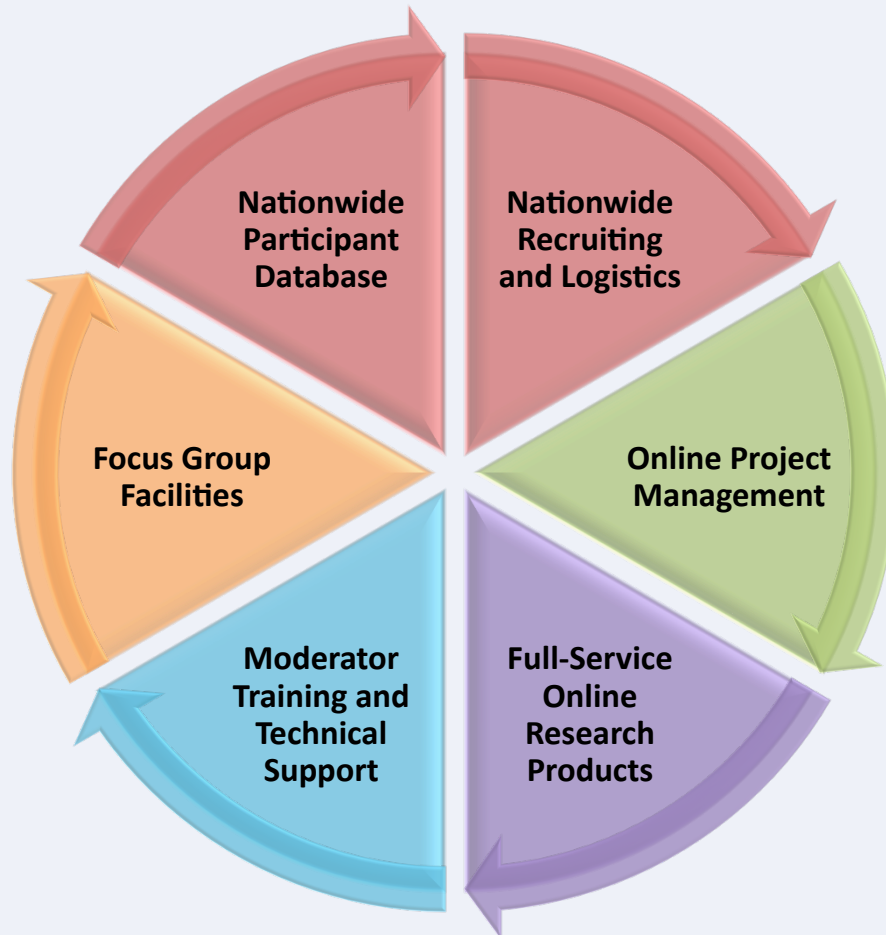 Nationwide
Participant
Database
Nationwide
Recruiting
and Logistics
Focus Group
Facilities
Online Project
Management
Moderator
Training and
Technical
Support
Full-Service
Online
Research
Products